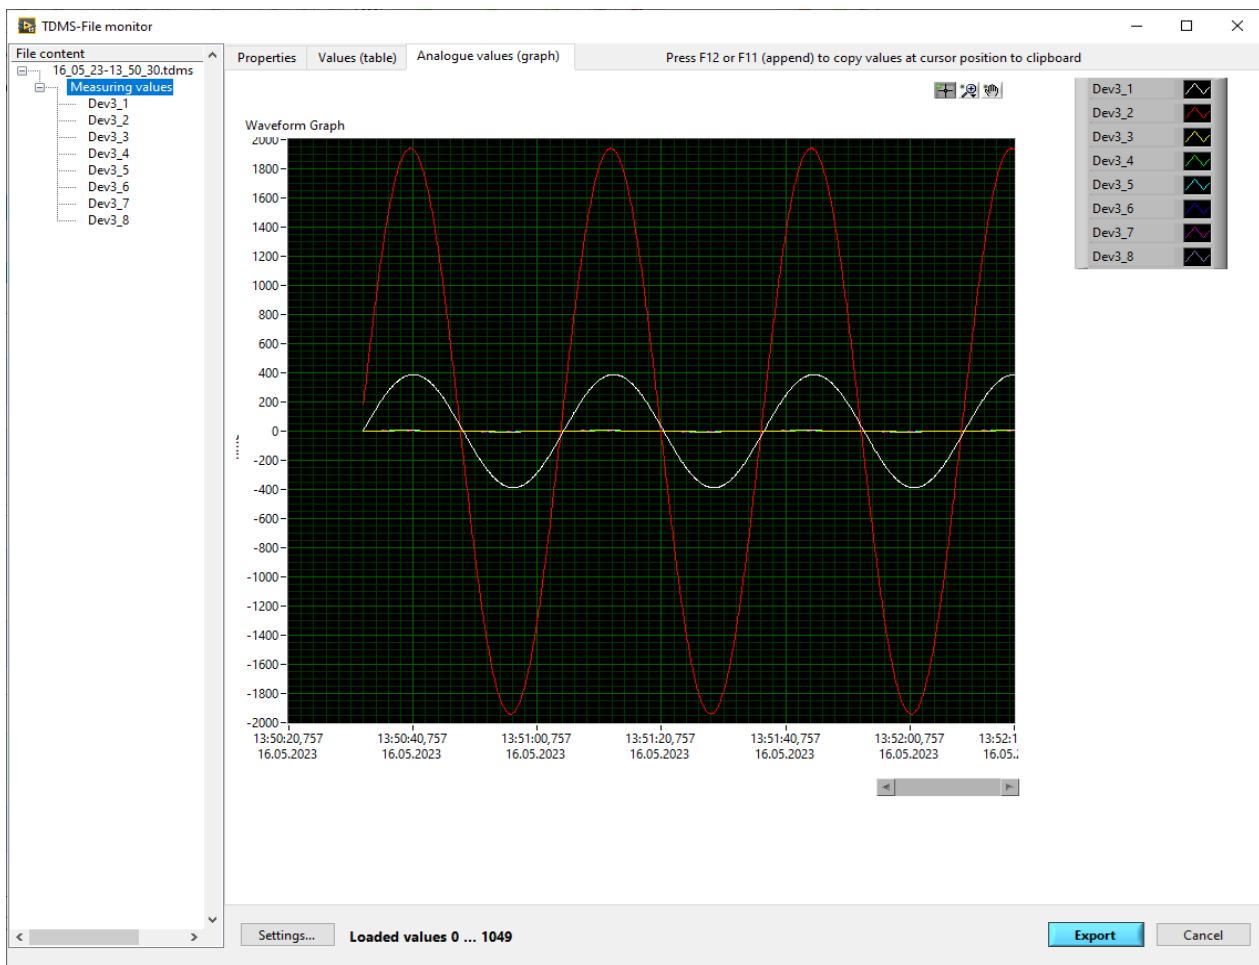 TDMS-File monitor
File content
16_05_23-13_50_30.tdms
Measuring values
Dev3_1
Dev3_2
Dev3_3
Dev3_4
Dev3_5
Dev3_6
Dev3_7
Dev3_8
Properties
Values (table)
Analogue values (graph)
Press F12 or F11 (append) to copy values at cursor position to clipboard
Waveform Graph
2000
1800
1600
1400
1200
1000
800
600
400
200
0
-200
-400
-600
-800
-1000
-1200
-1400
-1600
-1800
-2000
13:50:20,757
16.05.2023
13:50:40,757
16.05.2023
13:51:00,757
16.05.2023
13:51:20,757
16.05.2023
13:51:40,757
16.05.2023
13:52:00,757
16.05.2023
13:52:1
16.05.
Dev3_1
Dev3_2
Dev3_3
Dev3_4
Dev3_5
Dev3_6
Dev3_7
Dev3_8
Settings...
Loaded values 0 ... 1049
Export
Cancel